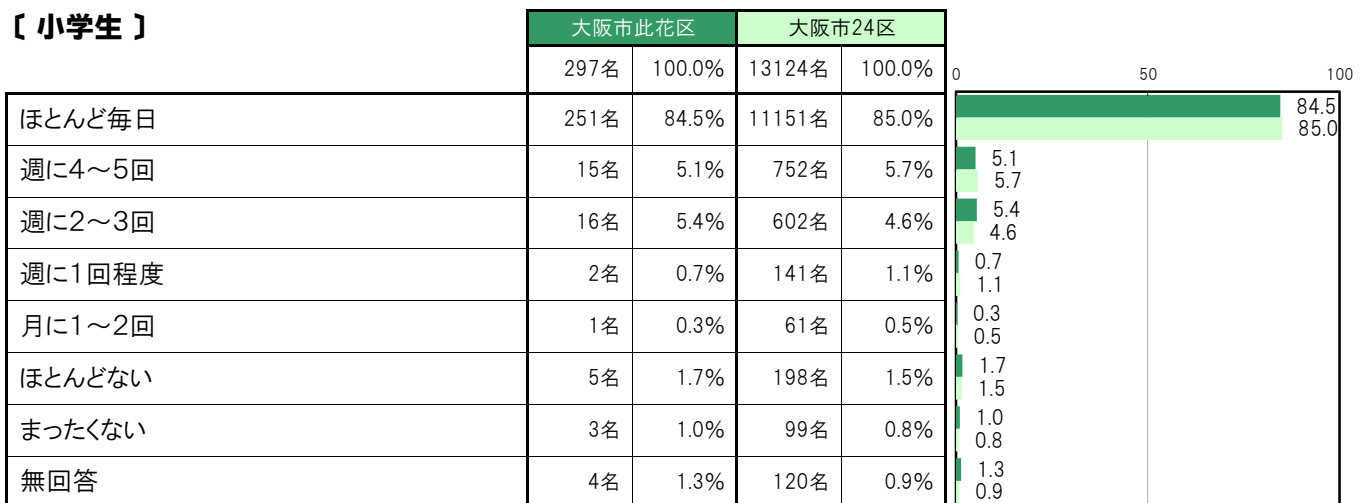 〔 小学生 〕
大阪市此花区 大阪市24区
297名 100.0% 13124名 100.0% 0 50 100
ほとんど毎日 251名 84.5% 11151名 85.0% 84.5
85.0
週に4～5回 15名 5.1% 752名 5.7% 5.1
5.7
週に2～3回 16名 5.4% 602名 4.6% 5.4
4.6
週に1回程度 2名 0.7% 141名 1.1% 0.7
1.1
月に1～2回 1名 0.3% 61名 0.5% 0.3
0.5
ほとんどない 5名 1.7% 198名 1.5% 1.7
1.5
まったくない 3名 1.0% 99名 0.8% 1.0
0.8
無回答 4名 1.3% 120名 0.9% 1.3
0.9